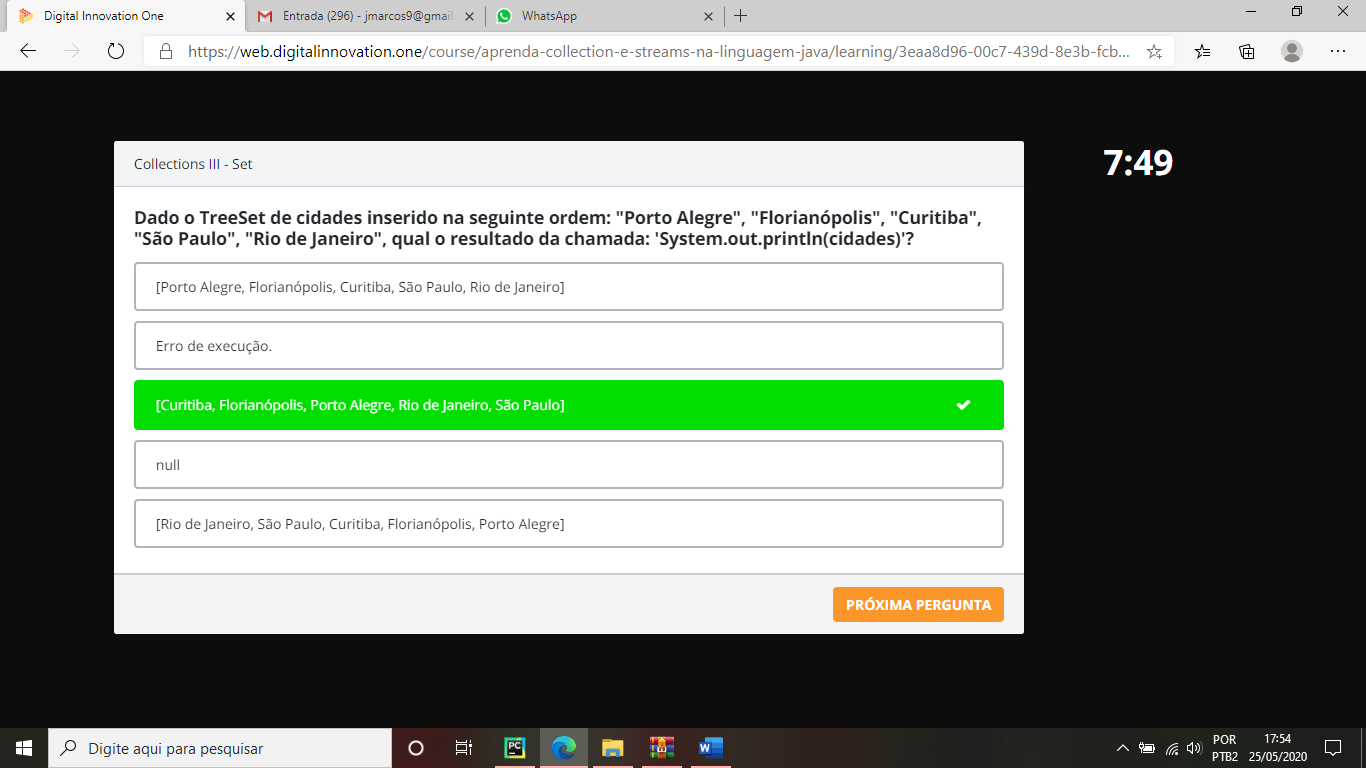 Digital Innovation One
Entrada (296) - jmarcos9@gmail.
WhatsApp
https://web.digitalinnovation.one/course/aprenda-collection-e-streams-na-linguagem-java/learning/3eaa8d96-00c7-439d-8e3b-fcb...
Collections III - Set
7:49
Dado o TreeSet de cidades inserido na seguinte ordem: "Porto Alegre", "Florianópolis", "Curitiba",
"São Paulo", "Rio de Janeiro", qual o resultado da chamada: 'System.out.println(cidades)'?
[Porto Alegre, Florianópolis, Curitiba, São Paulo, Rio de Janeiro]
Erro de execução.
[Curitiba, Florianópolis, Porto Alegre, Rio de Janeiro, São Paulo]
null
[Rio de Janeiro, São Paulo, Curitiba, Florianópolis, Porto Alegre]
PRÓXIMA PERGUNTA
Digite aqui para pesquisar
PC
W
POR
PTB2
17:54
25/05/2020